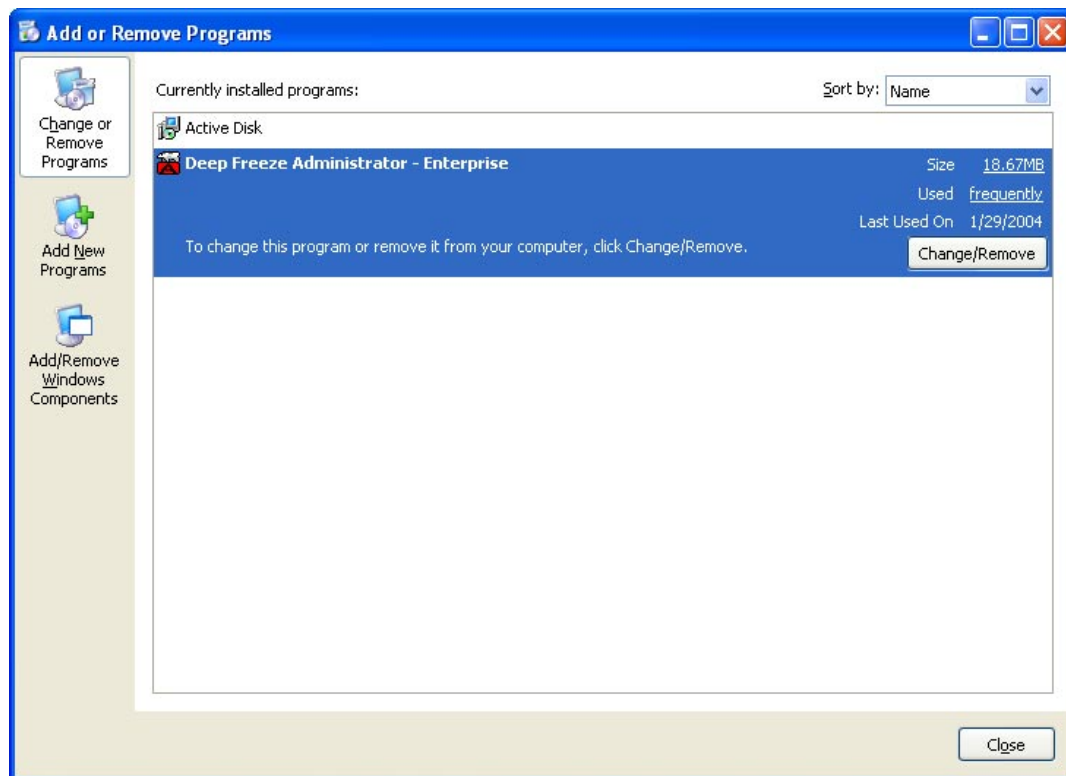 Add or Remove Programs
Change or
Remove
Programs
Add New
Programs
Add/Remove
Windows
Components
Currently installed programs:
Sort by: Name
Active Disk
Deep Freeze Administrator - Enterprise
Size 18.67MB
Used frequently
Last Used On 1/29/2004
To change this program or remove it from your computer, click Change/Remove.
Change/Remove
Close